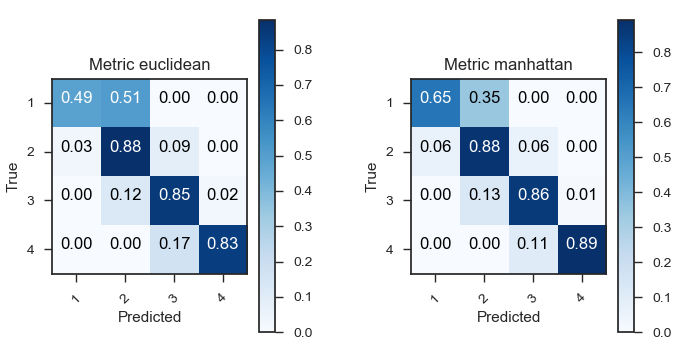 Metric euclidean
True
1
2
3
4
0.49 0.51 0.00 0.00
0.03 0.88 0.09 0.00
0.00 0.12 0.85 0.02
0.00 0.00 0.17 0.83
1 2 3 4
Predicted
0.8
0.7
0.6
0.5
0.4
0.3
0.2
0.1
0.0
Metric manhattan
True
1
2
3
4
0.65 0.35 0.00 0.00
0.06 0.88 0.06 0.00
0.00 0.13 0.86 0.01
0.00 0.00 0.11 0.89
1 2 3 4
Predicted
0.8
0.7
0.6
0.5
0.4
0.3
0.2
0.1
0.0